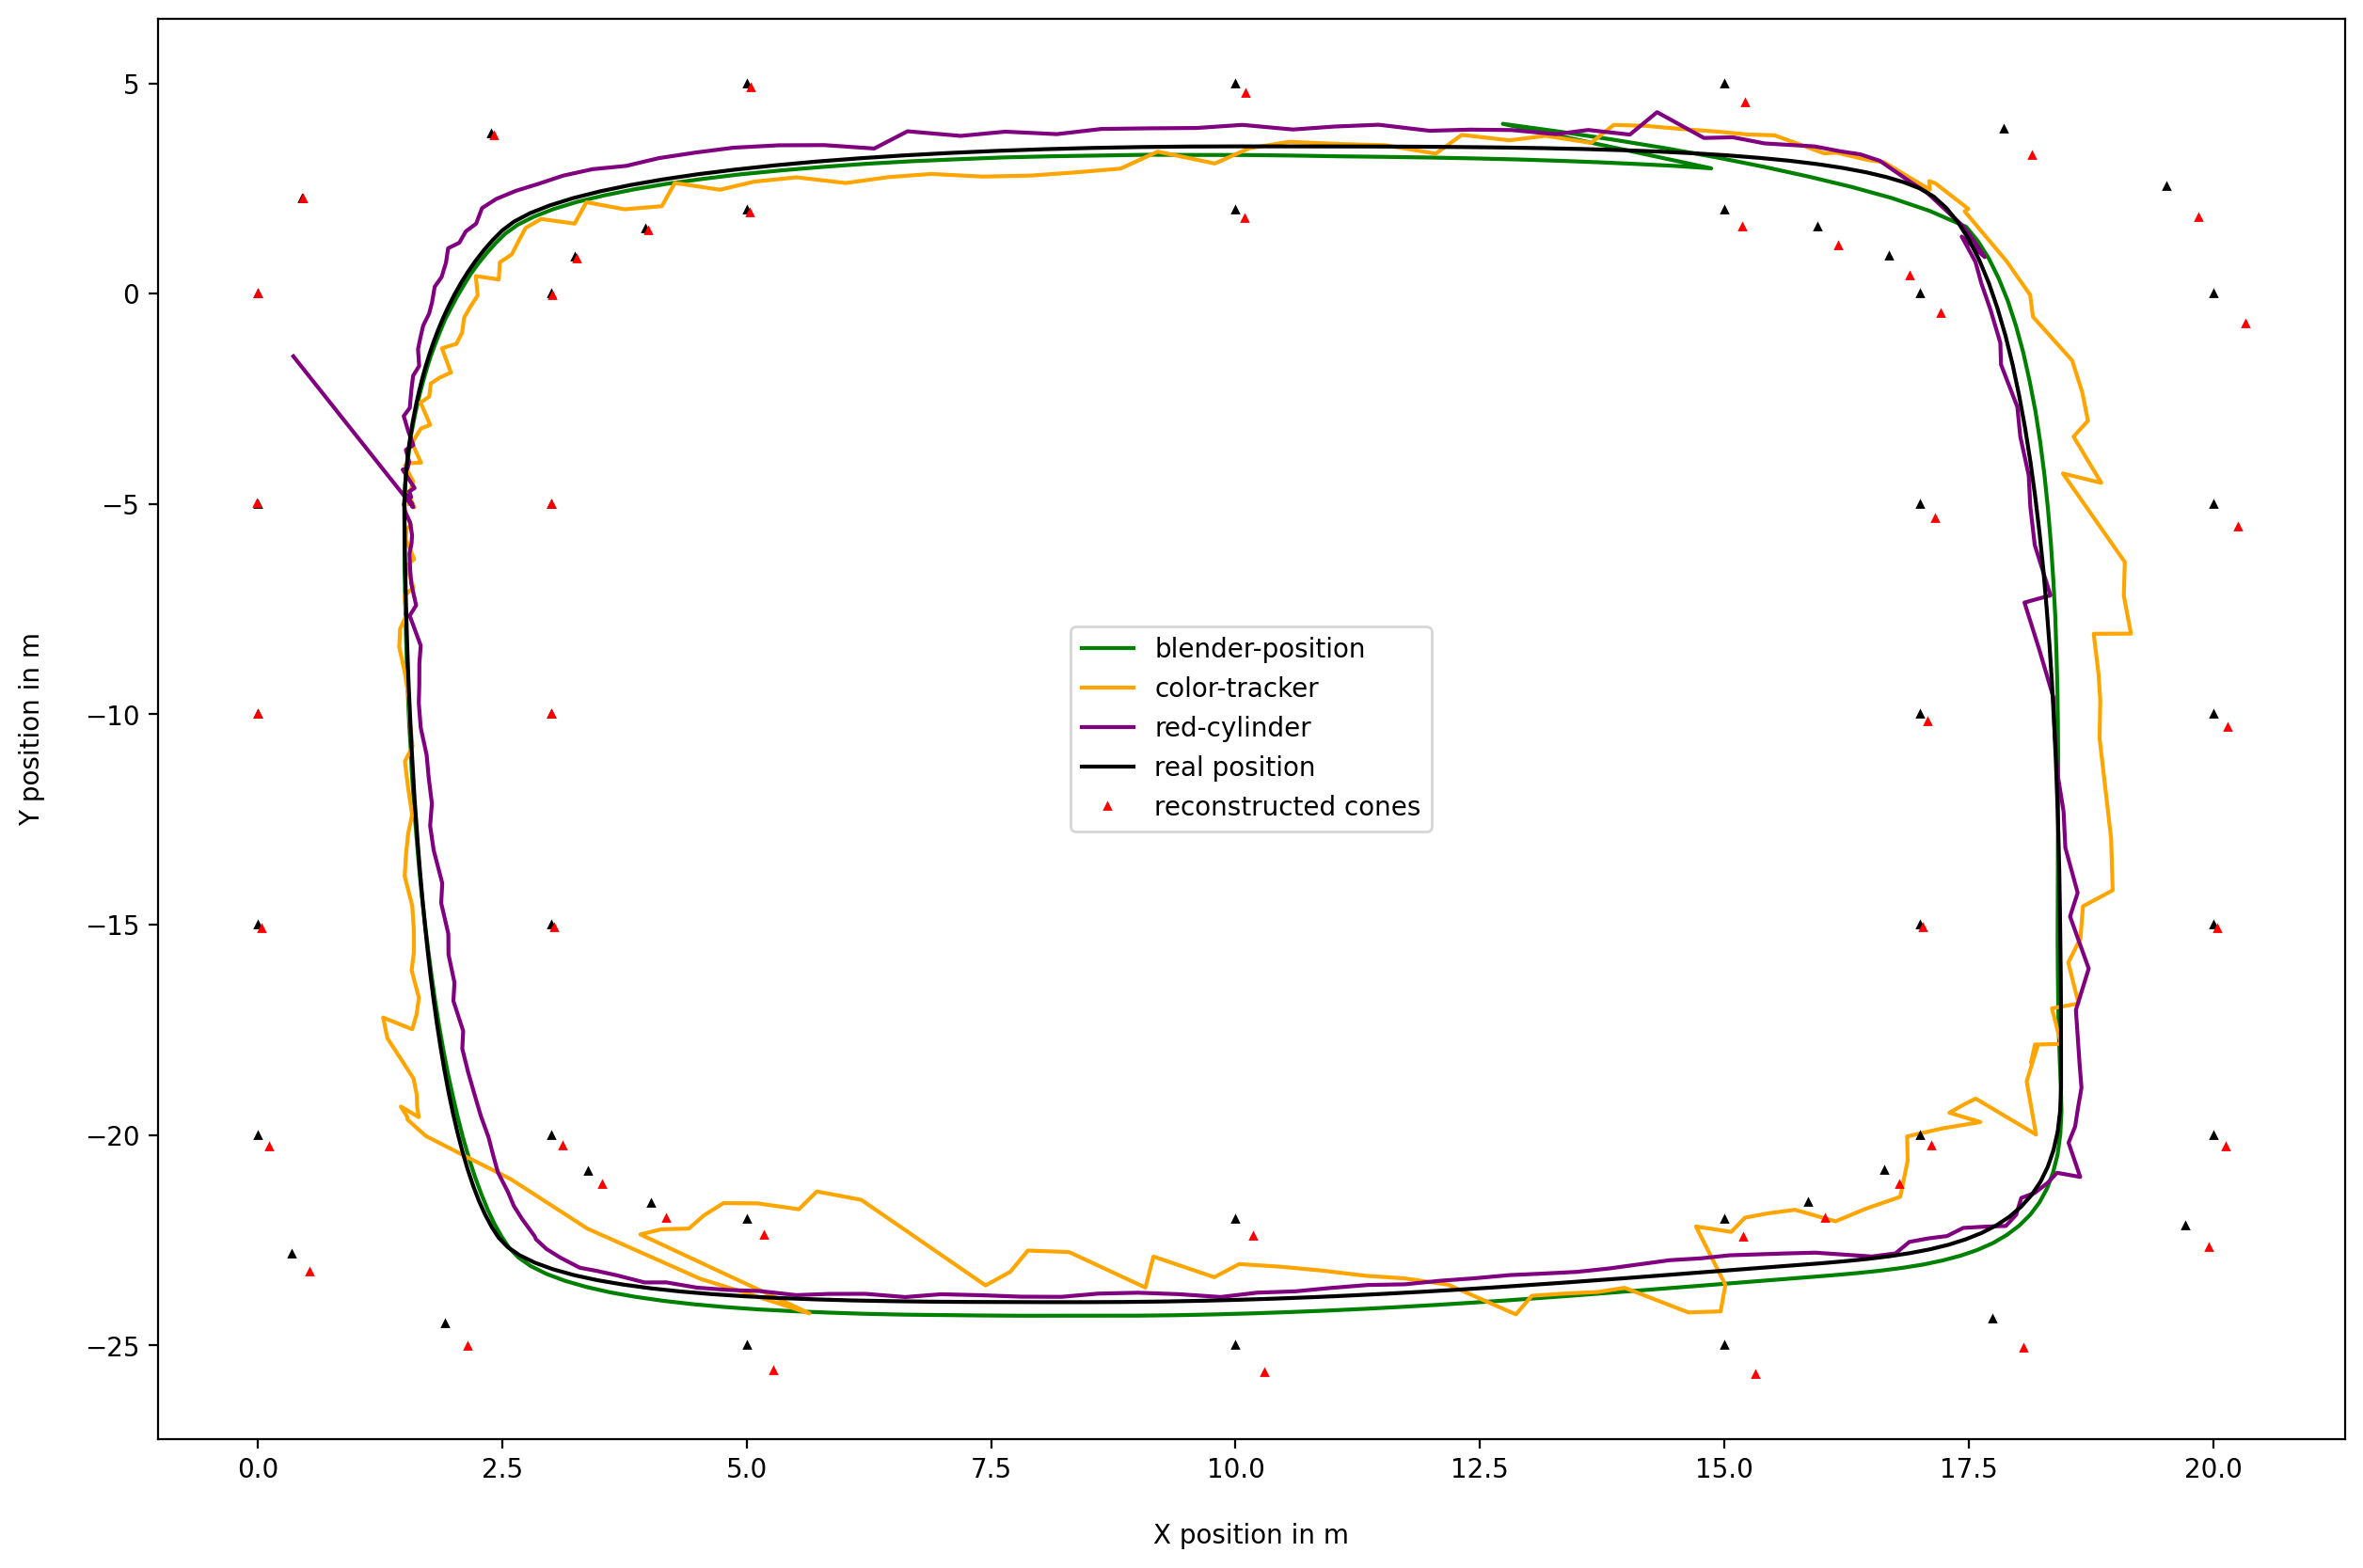 5
0
−5
−10
−15
−20
−25
Y position in m
blender-position
color-tracker
red-cylinder
real position
reconstructed cones
0.0 2.5 5.0 7.5 10.0 12.5 15.0 17.5 20.0
X position in m